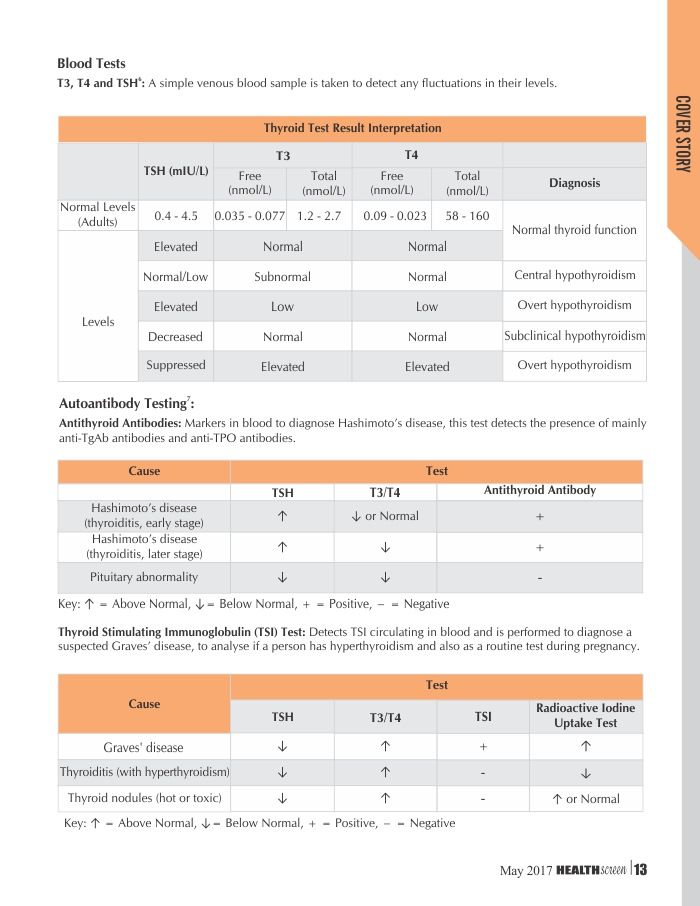 COVER STORY
Blood Tests
T3, T4 and TSH⁶: A simple venous blood sample is taken to detect any fluctuations in their levels.
Thyroid Test Result Interpretation
TSH (mIU/L) T3 T4
Free (nmol/L) Total (nmol/L) Free (nmol/L) Total (nmol/L) Diagnosis
Normal Levels (Adults) 0.4 - 4.5 0.035 - 0.077 1.2 - 2.7 0.09 - 0.023 58 - 160 Normal thyroid function
Levels Elevated Normal Normal
Normal/Low Subnormal Normal Central hypothyroidism
Elevated Low Low Overt hypothyroidism
Decreased Normal Normal Subclinical hypothyroidism
Suppressed Elevated Elevated Overt hypothyroidism
Autoantibody Testing⁷:
Antithyroid Antibodies: Markers in blood to diagnose Hashimoto's disease, this test detects the presence of mainly
anti-TgAb antibodies and anti-TPO antibodies.
Cause Test
TSH T3/T4 Antithyroid Antibody
Hashimoto's disease (thyroiditis, early stage) ↑ ↓ or Normal +
Hashimoto's disease (thyroiditis, later stage) ↑ ↓ +
Pituitary abnormality ↓ ↓ -
Key: ↑ = Above Normal, ↓ = Below Normal, + = Positive, − = Negative
Thyroid Stimulating Immunoglobulin (TSI) Test: Detects TSI circulating in blood and is performed to diagnose a
suspected Graves' disease, to analyse if a person has hyperthyroidism and also as a routine test during pregnancy.
Cause Test
TSH T3/T4 TSI Radioactive Iodine Uptake Test
Graves' disease ↓ ↑ + ↑
Thyroiditis (with hyperthyroidism) ↓ ↑ - ↓
Thyroid nodules (hot or toxic) ↓ ↑ - ↑ or Normal
Key: ↑ = Above Normal, ↓ = Below Normal, + = Positive, − = Negative
May 2017 HEALTHscreen | 13